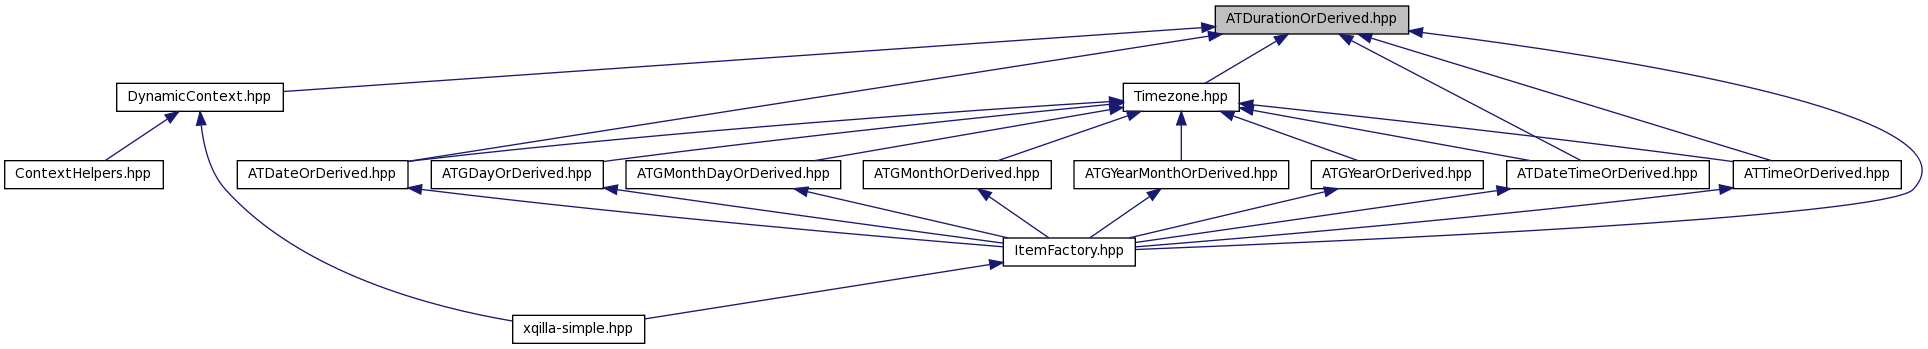 ATDurationOrDerived.hpp
DynamicContext.hpp
Timezone.hpp
ContextHelpers.hpp
ATDateOrDerived.hpp
ATGDayOrDerived.hpp
ATGMonthDayOrDerived.hpp
ATGMonthOrDerived.hpp
ATGYearMonthOrDerived.hpp
ATGYearOrDerived.hpp
ATDateTimeOrDerived.hpp
ATTimeOrDerived.hpp
ItemFactory.hpp
xqilla-simple.hpp